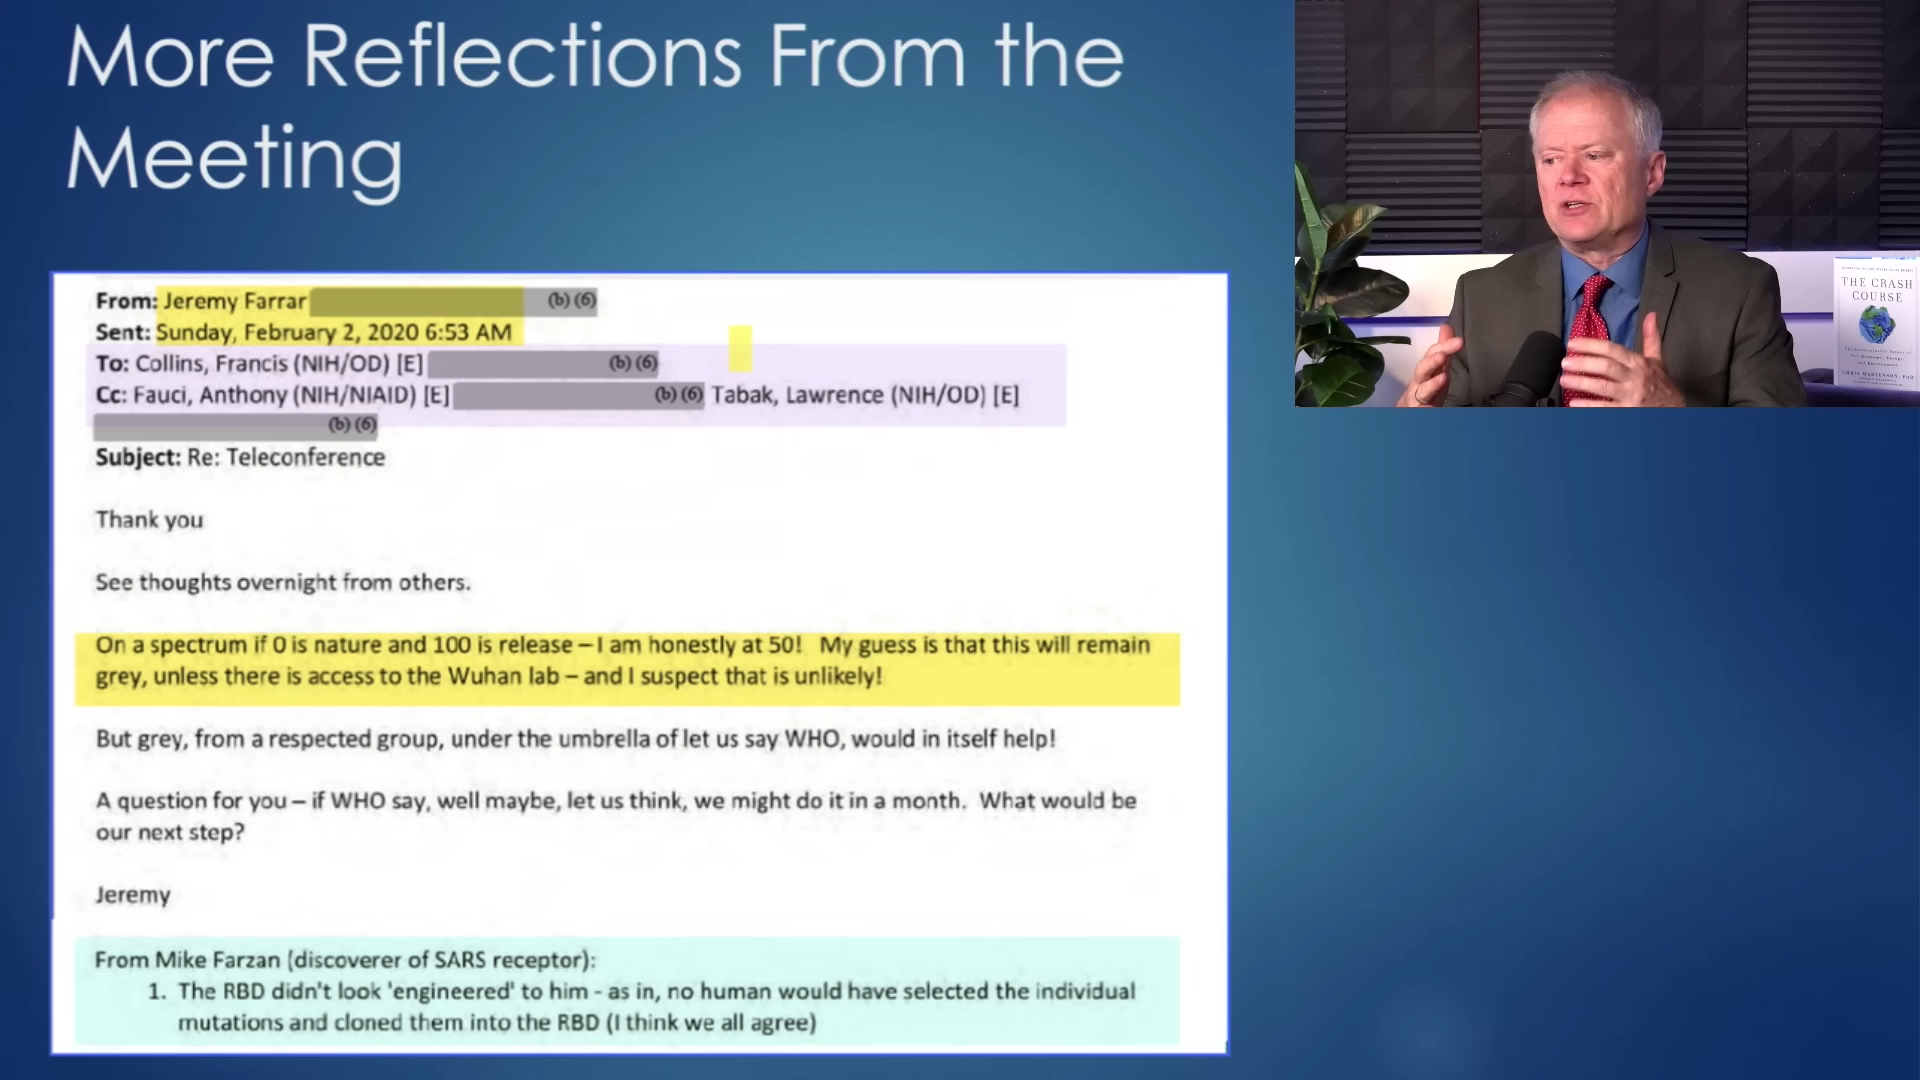 More Reflections From the
Meeting
From: Jeremy Farrar (b) (6)
Sent: Sunday, February 2, 2020 6:53 AM
To: Collins, Francis (NIH/OD) [E] (b) (6)
Cc: Fauci, Anthony (NIH/NIAID) [E] (b) (6) Tabak, Lawrence (NIH/OD) [E]
(b) (6)
Subject: Re: Teleconference
Thank you
See thoughts overnight from others.
On a spectrum if 0 is nature and 100 is release – I am honestly at 50! My guess is that this will remain
grey, unless there is access to the Wuhan lab – and I suspect that is unlikely!
But grey, from a respected group, under the umbrella of let us say WHO, would in itself help!
A question for you – if WHO say, well maybe, let us think, we might do it in a month. What would be
our next step?
Jeremy
From Mike Farzan (discoverer of SARS receptor):
1. The RBD didn't look 'engineered' to him - as in, no human would have selected the individual
mutations and cloned them into the RBD (I think we all agree)
THE CRASH
COURSE
CHRIS MARTENSON, PHD